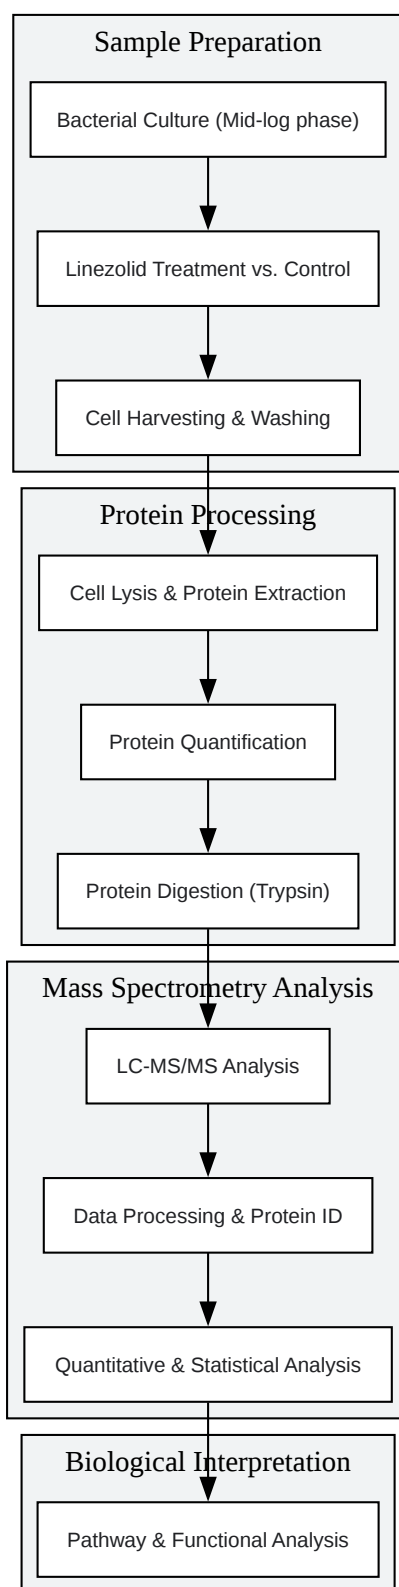 Sample Preparation
Bacterial Culture (Mid-log phase)
Linezolid Treatment vs. Control
Cell Harvesting & Washing
Protein Processing
Cell Lysis & Protein Extraction
Protein Quantification
Protein Digestion (Trypsin)
Mass Spectrometry Analysis
LC-MS/MS Analysis
Data Processing & Protein ID
Quantitative & Statistical Analysis
Biological Interpretation
Pathway & Functional Analysis